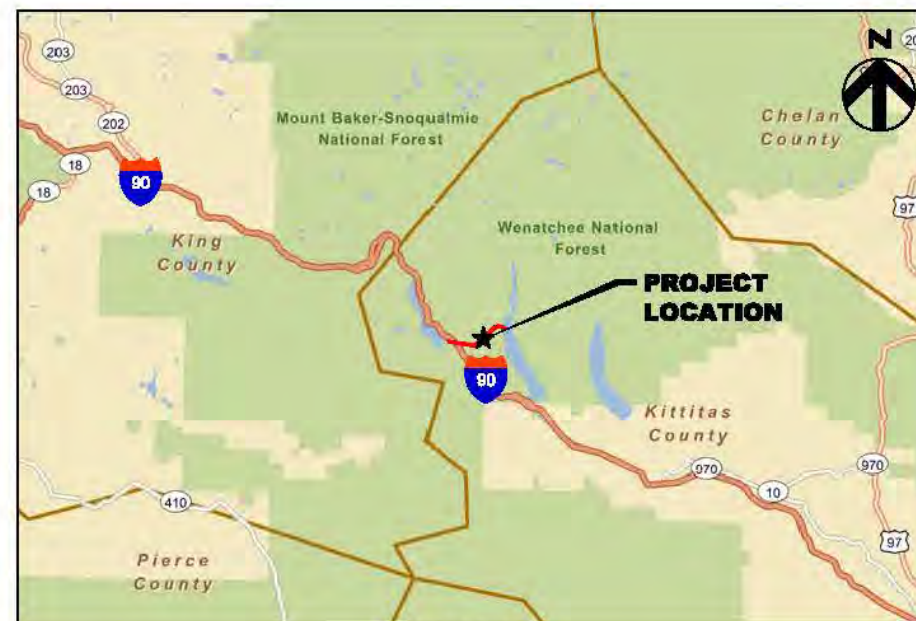 203
203
202
18
18
90
King
County
Mount Baker-Snoqualmie
National Forest
N
20
Chelan
County
97
Wenatchee National
Forest
PROJECT
LOCATION
90
Kittitas
County
970
970
10
97
410
Pierce
County